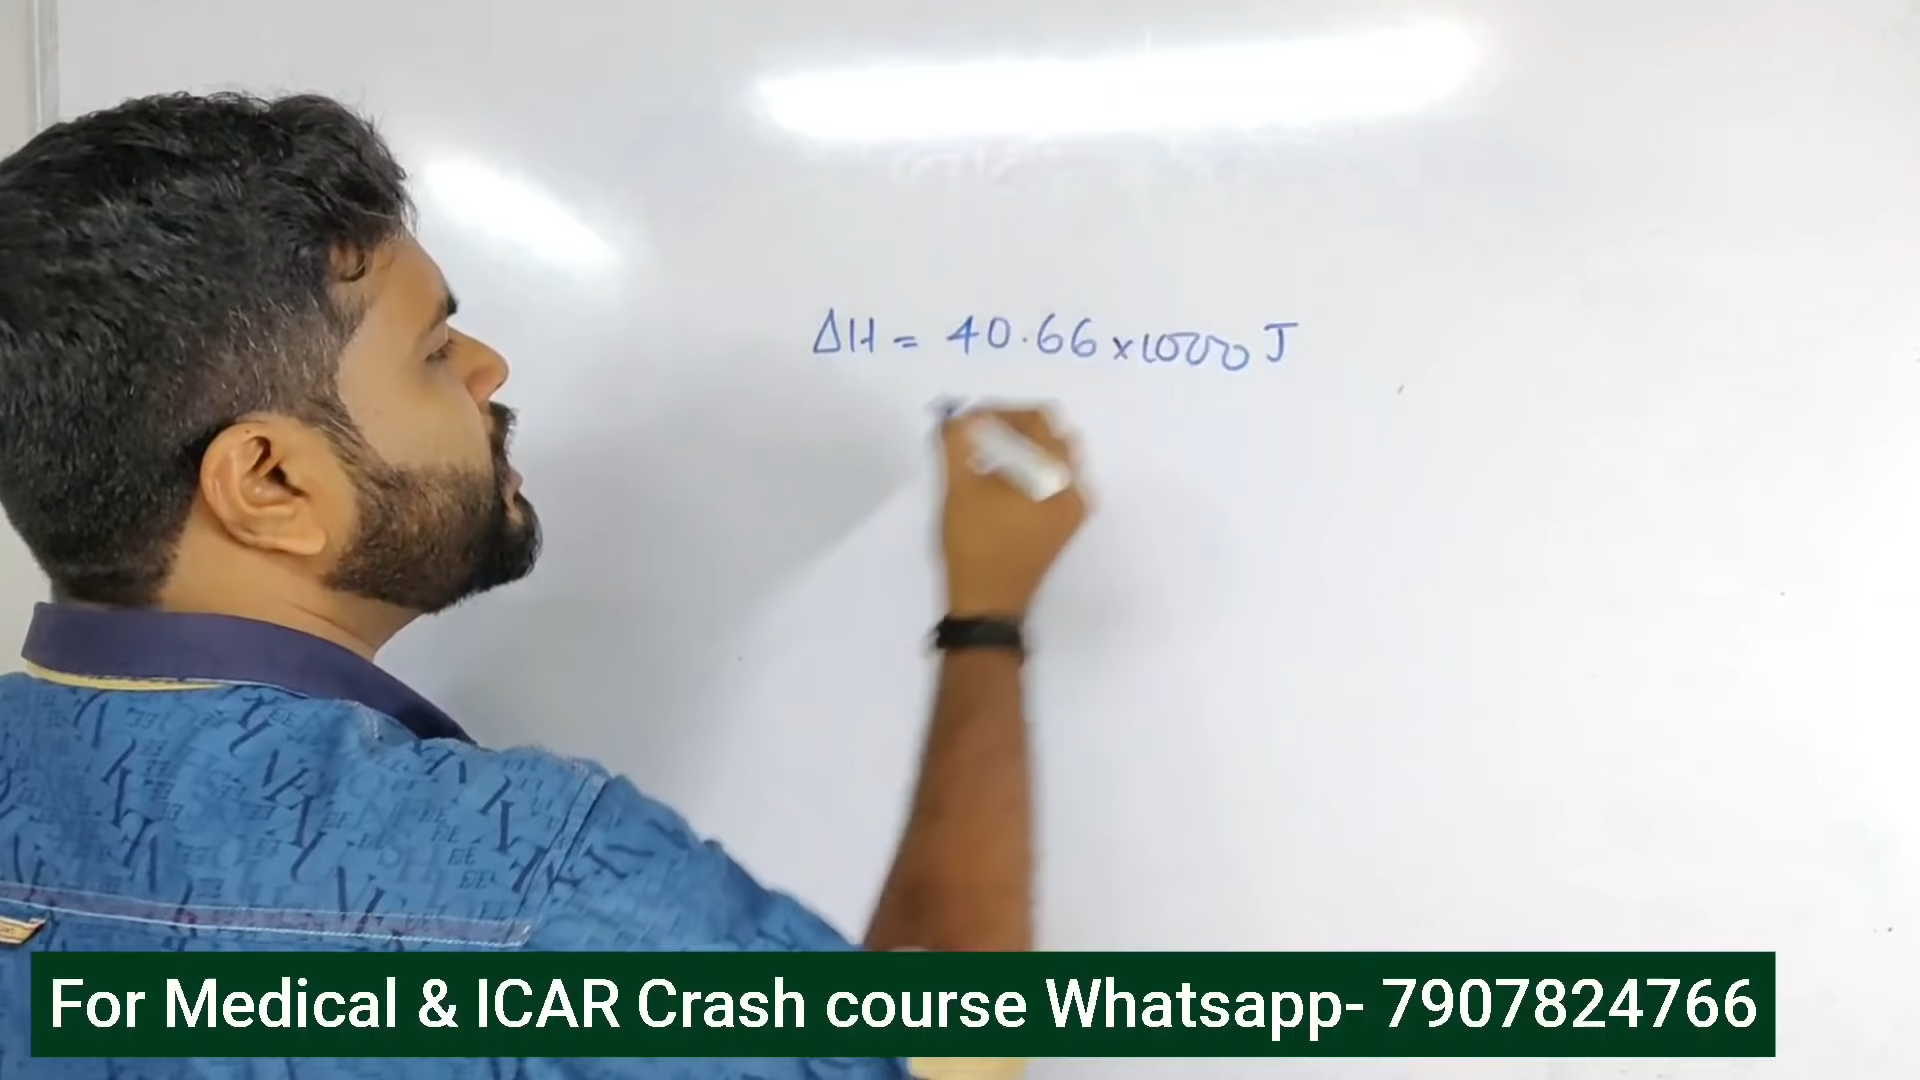 ΔH = 40.66 x 1000 J
For Medical & ICAR Crash course Whatsapp- 7907824766